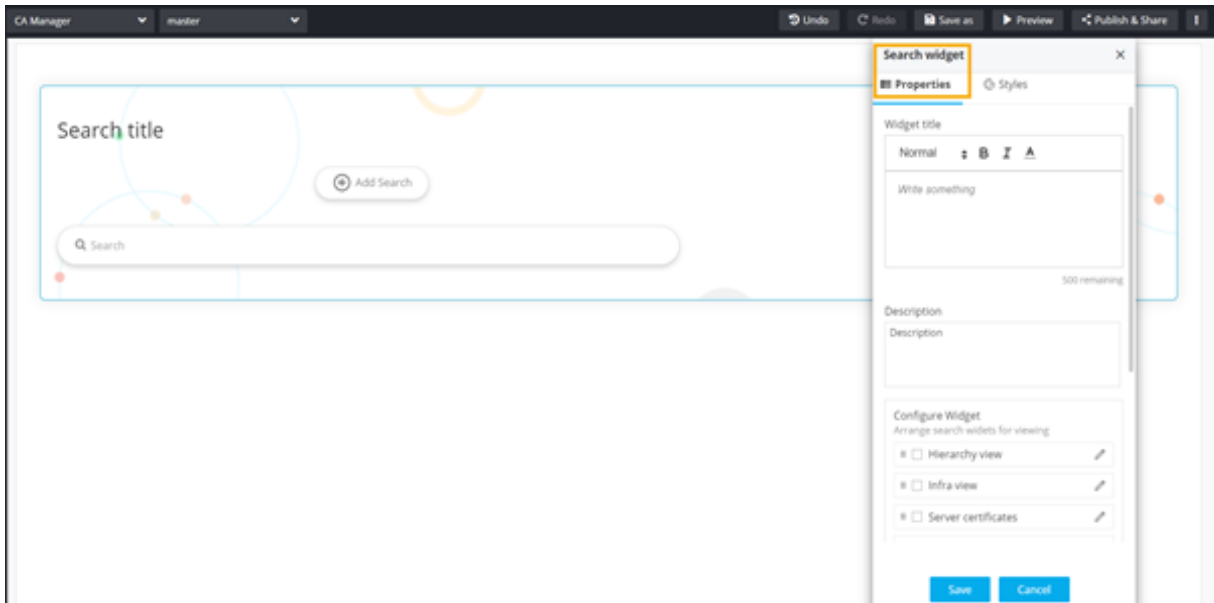 CA Manager master Undo Redo Save as Preview Publish & Share
Search widget
Properties Styles
Search title
Add Search
Search
Widget title
Normal B I A
Write something
500 remaining
Description
Description
Configure Widget
Arrange search widets for viewing
Hierarchy view
Infra view
Server certificates
Save Cancel